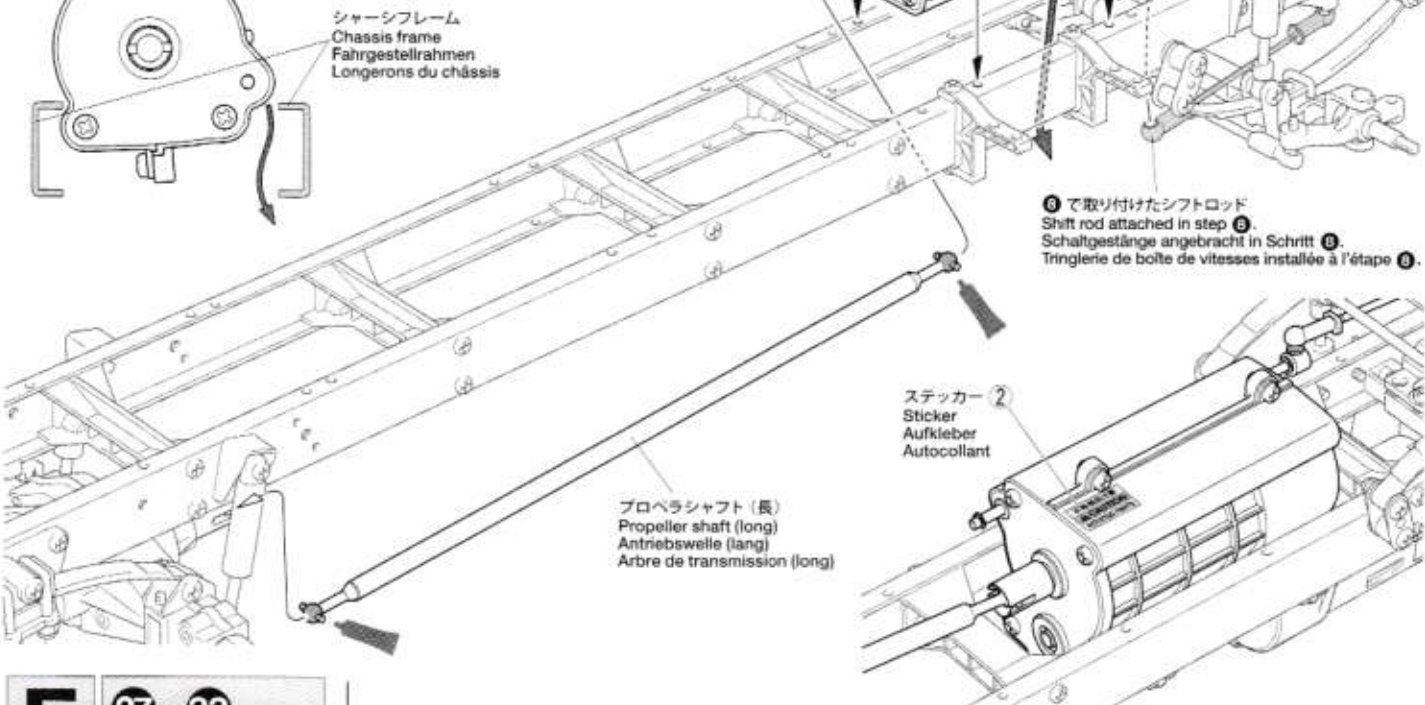 シャーシフレーム
Chassis frame
Fahrgestellrahmen
Longerons du châssis
❽ で取り付けたシフトロッド
Shift rod attached in step ❽.
Schaltgestänge angebracht in Schritt ❽.
Tringlerie de boîte de vitesses installée à l'étape ❽.
ステッカー ②
Sticker
Aufkleber
Autocollant
プロペラシャフト（長）
Propeller shaft (long)
Antriebswelle (lang)
Arbre de transmission (long)